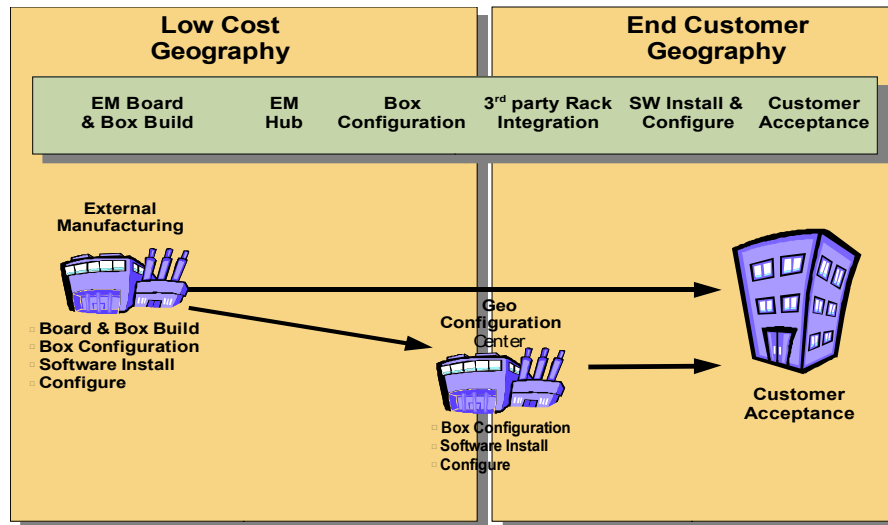 Low Cost
Geography
End Customer
Geography
EM Board
& Box Build
EM
Hub
Box
Configuration
3rd party Rack
Integration
SW Install &
Configure
Customer
Acceptance
External
Manufacturing
Board & Box Build
Box Configuration
Software Install
Configure
Geo
Configuration
Center
Box Configuration
Software Install
Configure
Customer
Acceptance